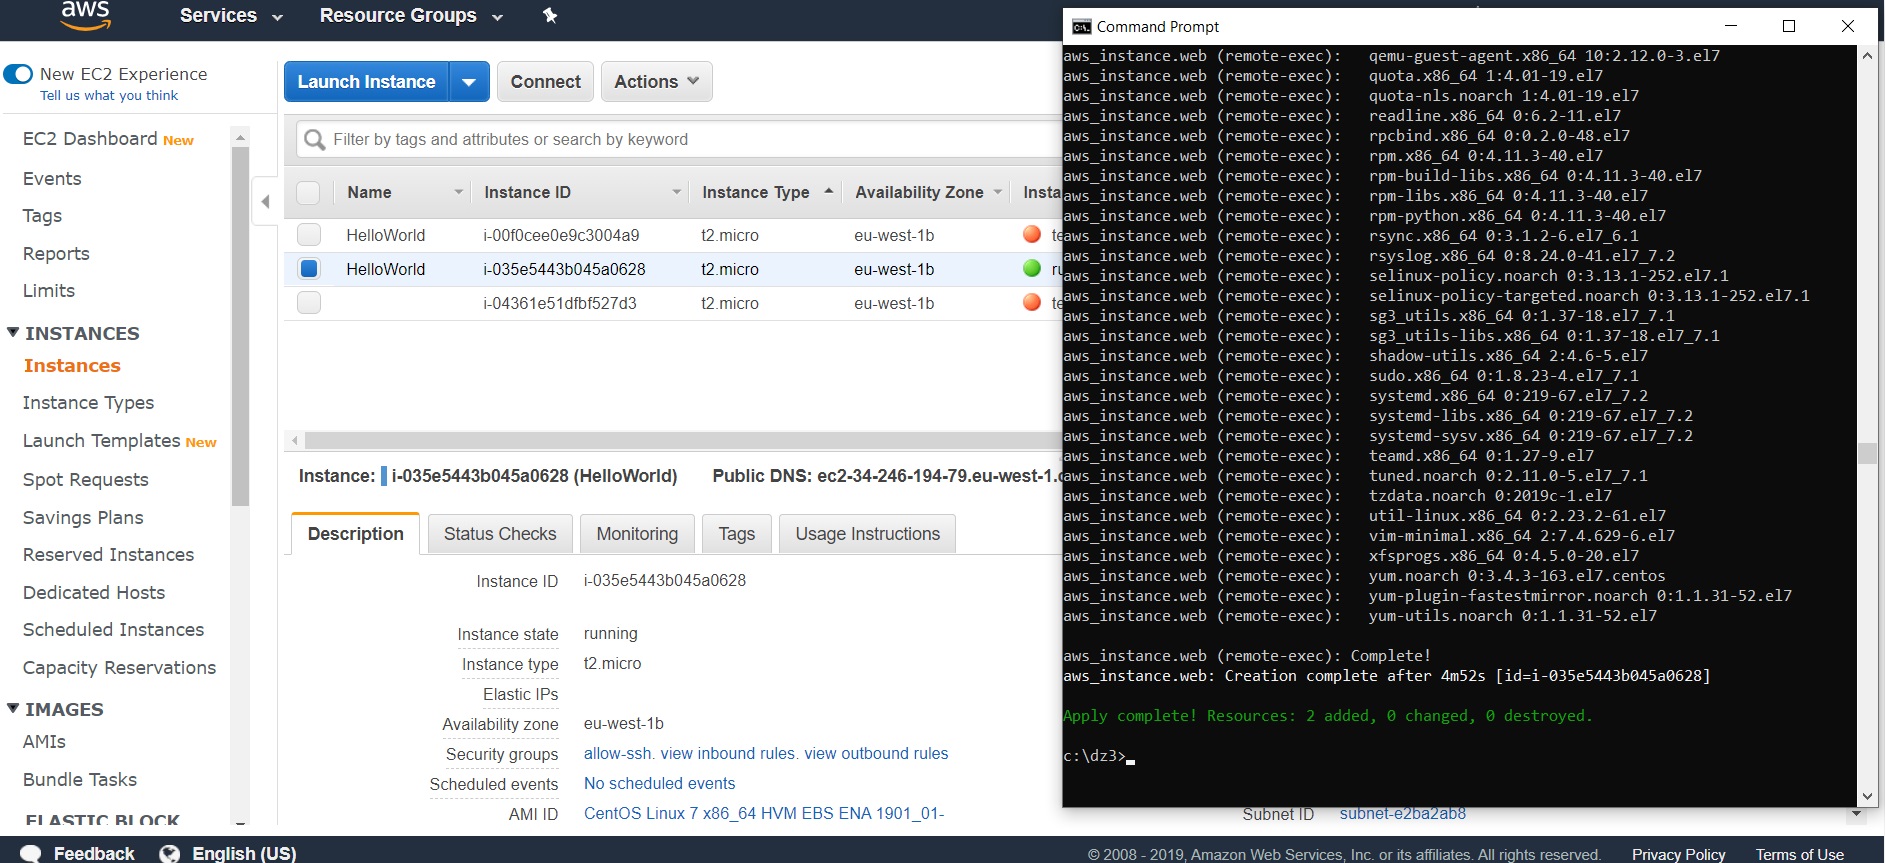 aws
Services
Resource Groups
New EC2 Experience
Tell us what you think
EC2 Dashboard New
Events
Tags
Reports
Limits
INSTANCES
Instances
Instance Types
Launch Templates New
Spot Requests
Savings Plans
Reserved Instances
Dedicated Hosts
Scheduled Instances
Capacity Reservations
IMAGES
AMIs
Bundle Tasks
ELASTIC BLOCK
Launch Instance
Connect
Actions
Filter by tags and attributes or search by keyword
Name Instance ID Instance Type Availability Zone Insta
HelloWorld i-00f0cee0e9c3004a9 t2.micro eu-west-1b te
HelloWorld i-035e5443b045a0628 t2.micro eu-west-1b ru
i-04361e51dfbf527d3 t2.micro eu-west-1b te
Instance: i-035e5443b045a0628 (HelloWorld) Public DNS: ec2-34-246-194-79.eu-west-1.c
Description Status Checks Monitoring Tags Usage Instructions
Instance ID i-035e5443b045a0628
Instance state running
Instance type t2.micro
Elastic IPs
Availability zone eu-west-1b
Security groups allow-ssh. view inbound rules. view outbound rules
Scheduled events No scheduled events
AMI ID CentOS Linux 7 x86_64 HVM EBS ENA 1901_01-
Subnet ID subnet-e2ba2ab8
Command Prompt
aws_instance.web (remote-exec): qemu-guest-agent.x86_64 10:2.12.0-3.el7
aws_instance.web (remote-exec): quota.x86_64 1:4.01-19.el7
aws_instance.web (remote-exec): quota-nls.noarch 1:4.01-19.el7
aws_instance.web (remote-exec): readline.x86_64 0:6.2-11.el7
aws_instance.web (remote-exec): rpcbind.x86_64 0:0.2.0-48.el7
aws_instance.web (remote-exec): rpm.x86_64 0:4.11.3-40.el7
aws_instance.web (remote-exec): rpm-build-libs.x86_64 0:4.11.3-40.el7
aws_instance.web (remote-exec): rpm-libs.x86_64 0:4.11.3-40.el7
aws_instance.web (remote-exec): rpm-python.x86_64 0:4.11.3-40.el7
aws_instance.web (remote-exec): rsync.x86_64 0:3.1.2-6.el7_6.1
aws_instance.web (remote-exec): rsyslog.x86_64 0:8.24.0-41.el7_7.2
aws_instance.web (remote-exec): selinux-policy.noarch 0:3.13.1-252.el7.1
aws_instance.web (remote-exec): selinux-policy-targeted.noarch 0:3.13.1-252.el7.1
aws_instance.web (remote-exec): sg3_utils.x86_64 0:1.37-18.el7_7.1
aws_instance.web (remote-exec): sg3_utils-libs.x86_64 0:1.37-18.el7_7.1
aws_instance.web (remote-exec): shadow-utils.x86_64 2:4.6-5.el7
aws_instance.web (remote-exec): sudo.x86_64 0:1.8.23-4.el7_7.1
aws_instance.web (remote-exec): systemd.x86_64 0:219-67.el7_7.2
aws_instance.web (remote-exec): systemd-libs.x86_64 0:219-67.el7_7.2
aws_instance.web (remote-exec): systemd-sysv.x86_64 0:219-67.el7_7.2
aws_instance.web (remote-exec): teamd.x86_64 0:1.27-9.el7
aws_instance.web (remote-exec): tuned.noarch 0:2.11.0-5.el7_7.1
aws_instance.web (remote-exec): tzdata.noarch 0:2019c-1.el7
aws_instance.web (remote-exec): util-linux.x86_64 0:2.23.2-61.el7
aws_instance.web (remote-exec): vim-minimal.x86_64 2:7.4.629-6.el7
aws_instance.web (remote-exec): xfsprogs.x86_64 0:4.5.0-20.el7
aws_instance.web (remote-exec): yum.noarch 0:3.4.3-163.el7.centos
aws_instance.web (remote-exec): yum-plugin-fastestmirror.noarch 0:1.1.31-52.el7
aws_instance.web (remote-exec): yum-utils.noarch 0:1.1.31-52.el7
aws_instance.web (remote-exec): Complete!
aws_instance.web: Creation complete after 4m52s [id=i-035e5443b045a0628]
Apply complete! Resources: 2 added, 0 changed, 0 destroyed.
c:\dz3>
Feedback English (US) © 2008 - 2019, Amazon Web Services, Inc. or its affiliates. All rights reserved. Privacy Policy Terms of Use